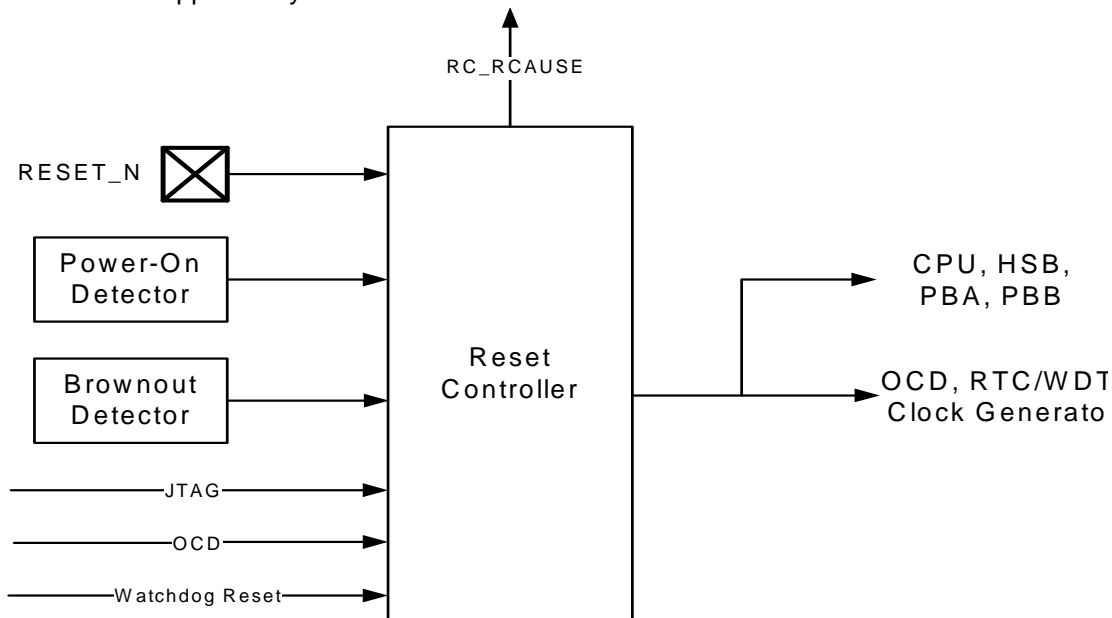 RC_RCAUSE
RESET_N
Power-On
Detector
Brownout
Detector
JTAG
OCD
Watchdog Reset
Reset
Controller
CPU, HSB,
PBA, PBB
OCD, RTC/WDT
Clock Generato